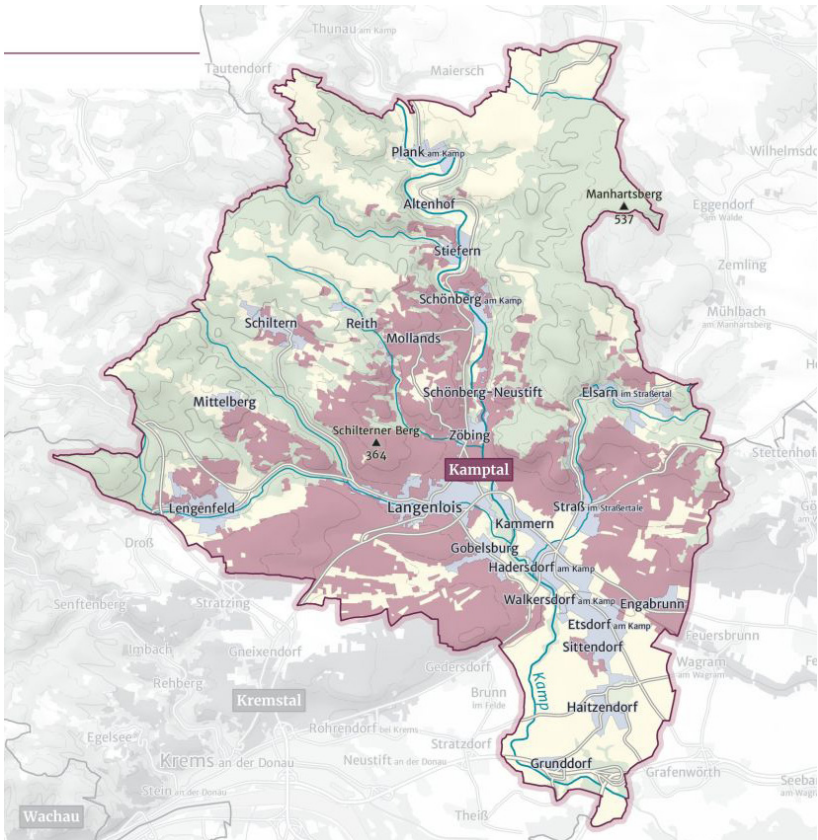 Thunau am Kamp
Tautendorf
Maiersch
Plank am Kamp
Wilhelmsdo
Manhartsberg
537
Eggendorf
am Walde
Altenhof
Stiefern
Zemling
Schönberg am Kamp
Mühlbach
am Manhartsberg
Schiltern
Reith
Mollands
Mittelberg
Schönberg-Neustift
Elsarn im Straßertal
Schilterner Berg
364
Zöbing
Stettenhof
Kamptal
Lengenfeld
Langenlois
Straß im Straßertale
Kammern
Droß
Gobelsburg
Hadersdorf am Kamp
Senftenberg
Stratzing
Walkersdorf am Kamp
Engabrunn
Etsdorf am Kamp
Feuersbrunn
Imbach
Gneixendorf
Sittendorf
Gedersdorf
Wagram
am Wagram
Fe
Rehberg
Kremstal
Brunn
im Felde
Kamp
Haitzendorf
Egelsee
Rohrendorf bei Krems
Stratzdorf
Krems an der Donau
Neustift an der Donau
Grunddorf
Grafenwörth
Seeba
am Wagr
Stein an der Donau
Theiß
Wachau